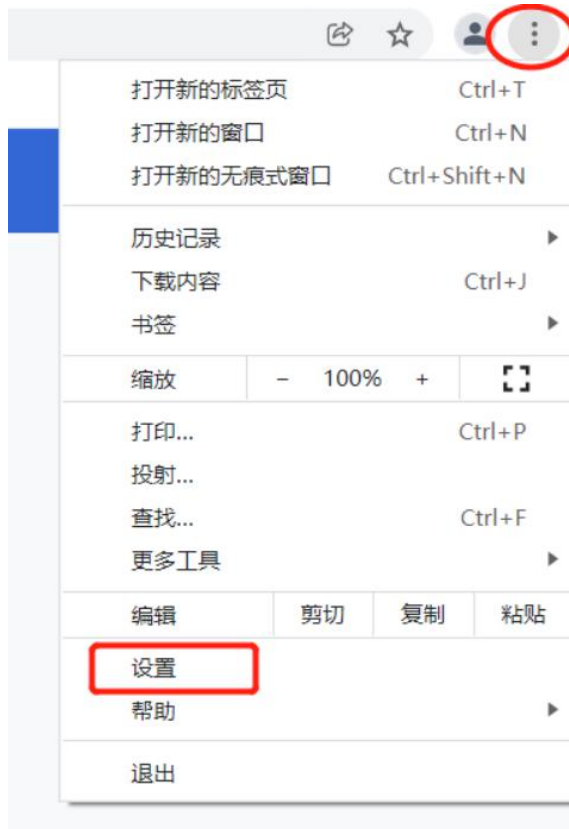 打开新的标签页 Ctrl+T
打开新的窗口 Ctrl+N
打开新的无痕式窗口 Ctrl+Shift+N
历史记录
下载内容 Ctrl+J
书签
缩放 － 100% +
打印... Ctrl+P
投射...
查找... Ctrl+F
更多工具
编辑 剪切 复制 粘贴
设置
帮助
退出